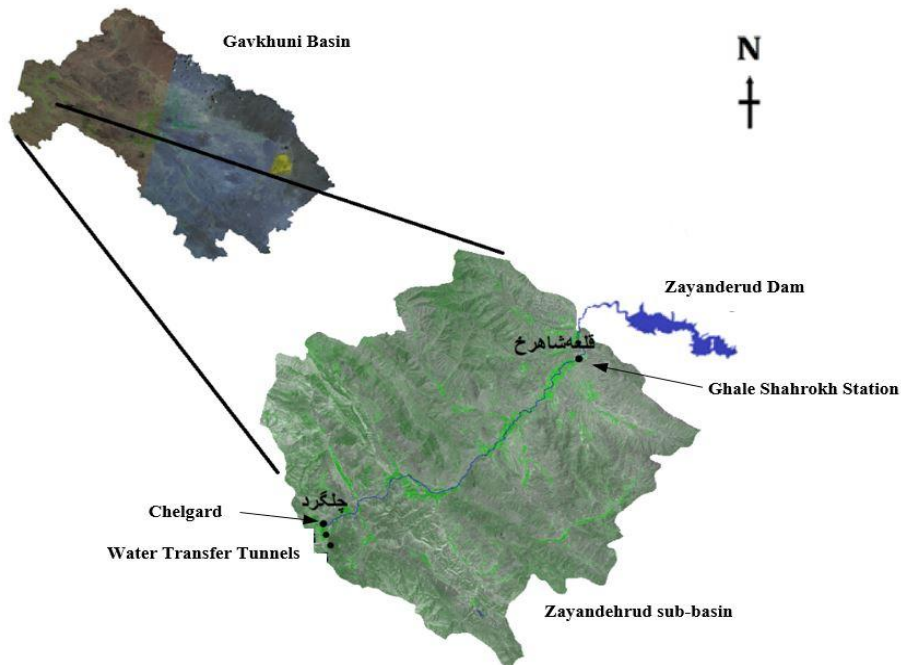 Gavkhuni Basin
N
Zayanderud Dam
قلعه‌شاهرخ
Ghale Shahrokh Station
چلگرد
Chelgard
Water Transfer Tunnels
Zayandehrud sub-basin